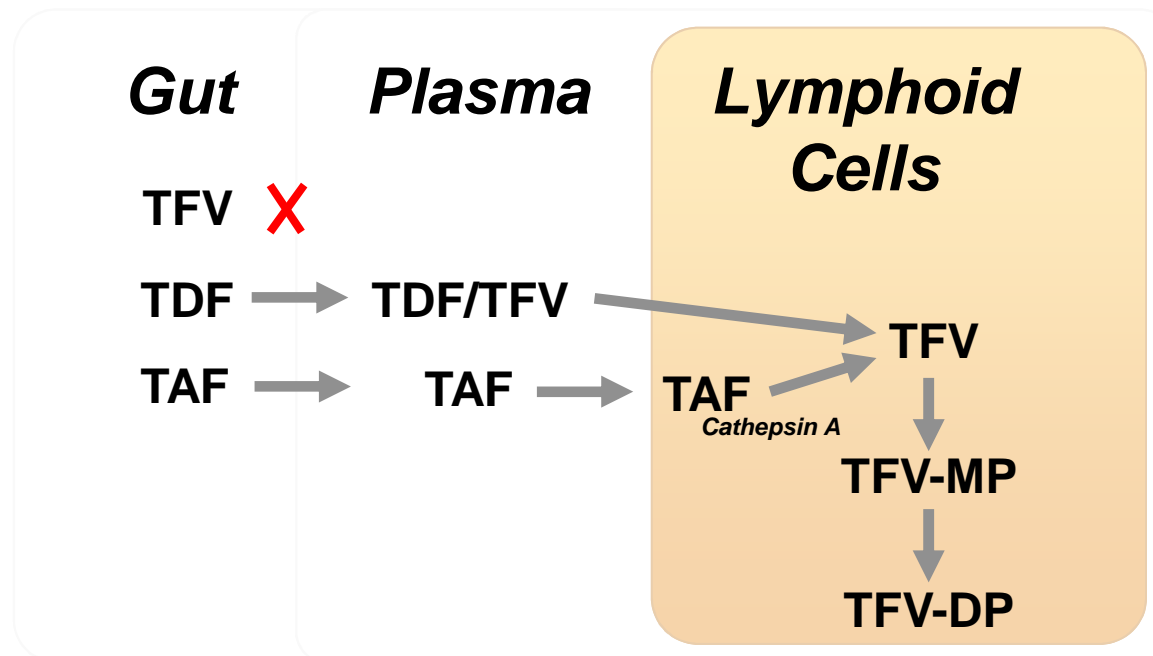 Gut
Plasma
Lymphoid
Cells
TFV
TDF
TDF/TFV
TFV
TAF
TAF
TAF
Cathepsin A
TFV-MP
TFV-DP